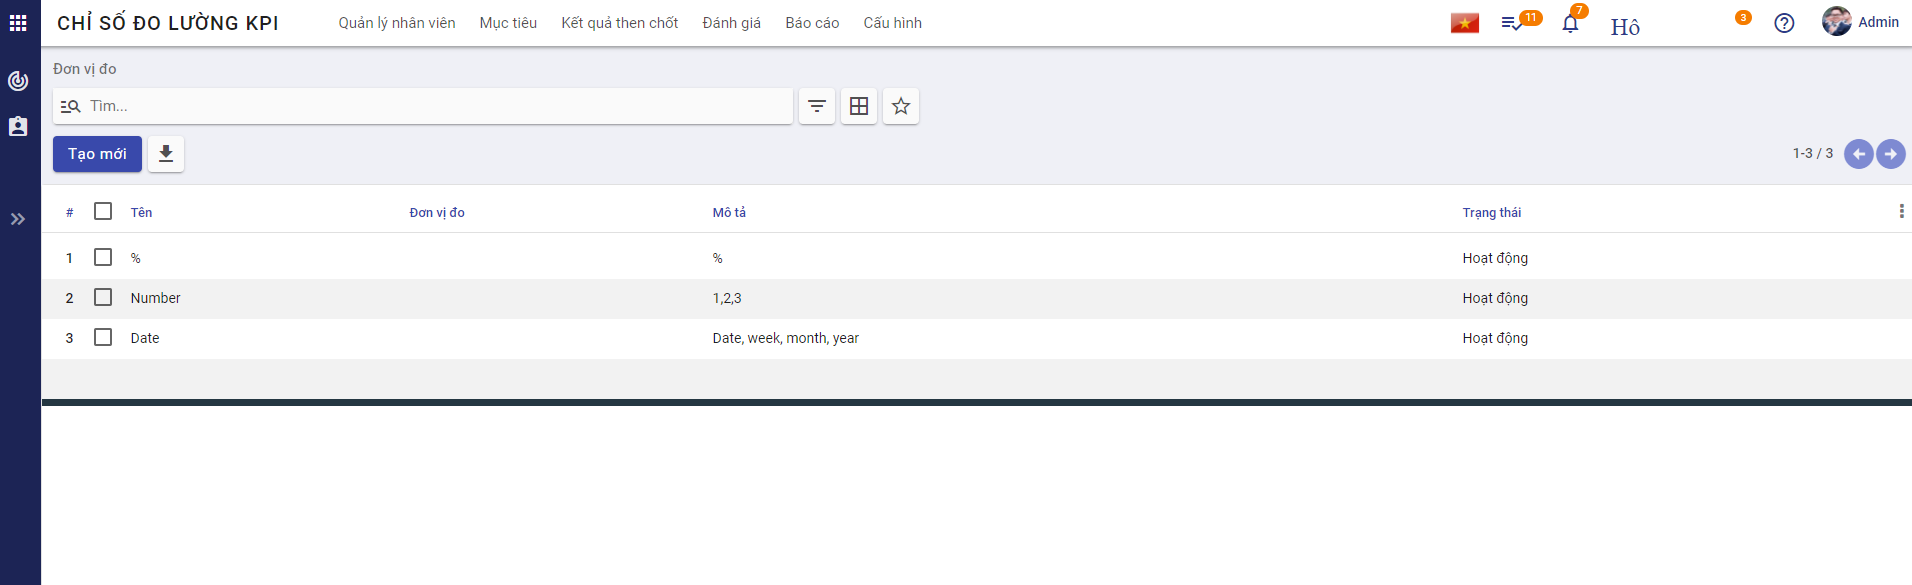 CHỈ SỐ ĐO LƯỜNG KPI Quản lý nhân viên Mục tiêu Kết quả then chốt Đánh giá Báo cáo Cấu hình 11 7 Hô 3 Admin
Đơn vị đo
Tìm...
Tạo mới 1-3 / 3
# Tên Đơn vị đo Mô tả Trạng thái
1 % % Hoạt động
2 Number 1,2,3 Hoạt động
3 Date Date, week, month, year Hoạt động